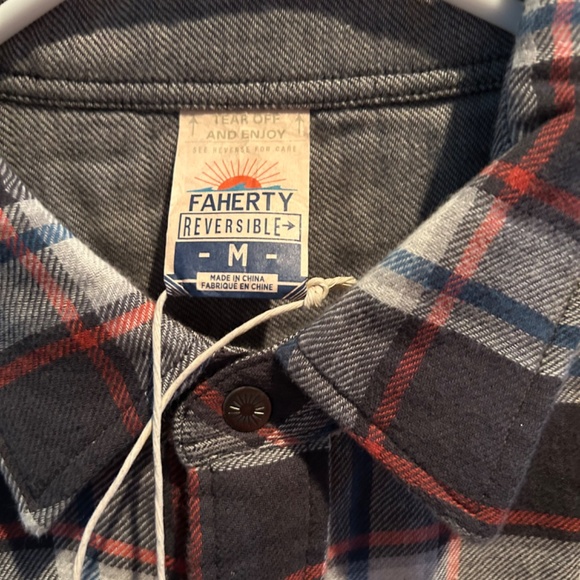 TEAR OFF
AND ENJOY
SEE REVERSE FOR CARE
FAHERTY
REVERSIBLE→
- M -
MADE IN CHINA
FABRIQUÉ EN CHINE